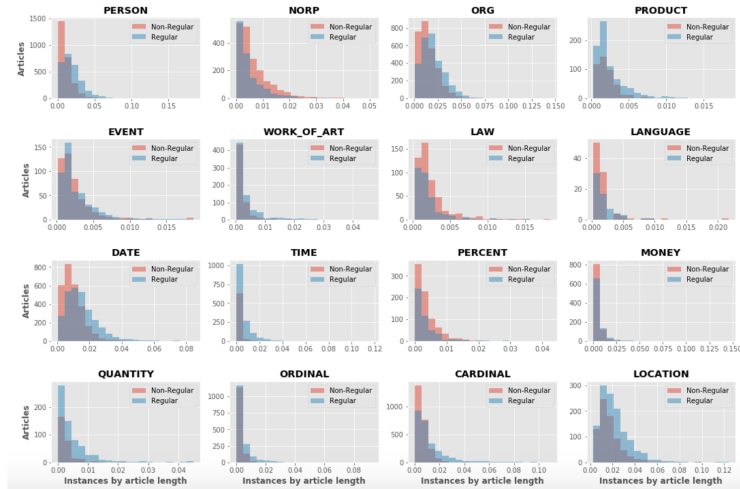 PERSON NORP ORG PRODUCT
Articles
1500 1000 500 0
Non-Regular
Regular
0.00 0.05 0.10 0.15
400 200 0
Non-Regular
Regular
0.00 0.01 0.02 0.03 0.04 0.05
800 600 400 200 0
Non-Regular
Regular
0.000 0.025 0.050 0.075 0.100 0.125 0.150
200 100 0
Non-Regular
Regular
0.000 0.005 0.010 0.015
EVENT WORK_OF_ART LAW LANGUAGE
Articles
150 100 50 0
Non-Regular
Regular
0.000 0.005 0.010 0.015
400 300 200 100 0
Non-Regular
Regular
0.00 0.01 0.02 0.03 0.04
150 100 50 0
Non-Regular
Regular
0.000 0.005 0.010 0.015
40 20 0
Non-Regular
Regular
0.000 0.005 0.010 0.015 0.020
DATE TIME PERCENT MONEY
Articles
800 600 400 200 0
Non-Regular
Regular
0.00 0.02 0.04 0.06 0.08
1000 750 500 250 0
Non-Regular
Regular
0.00 0.02 0.04 0.06 0.08 0.10 0.12
300 200 100 0
Non-Regular
Regular
0.00 0.01 0.02 0.03 0.04
800 600 400 200 0
Non-Regular
Regular
0.000 0.025 0.050 0.075 0.100 0.125 0.150
QUANTITY ORDINAL CARDINAL LOCATION
Articles
200 100 0
Non-Regular
Regular
0.00 0.01 0.02 0.03 0.04
1000 750 500 250 0
Non-Regular
Regular
0.00 0.02 0.04 0.06 0.08
1000 500 0
Non-Regular
Regular
0.00 0.02 0.04 0.06 0.08 0.10
300 200 100 0
Non-Regular
Regular
0.00 0.02 0.04 0.06 0.08 0.10 0.12
Instances by article length Instances by article length Instances by article length Instances by article length